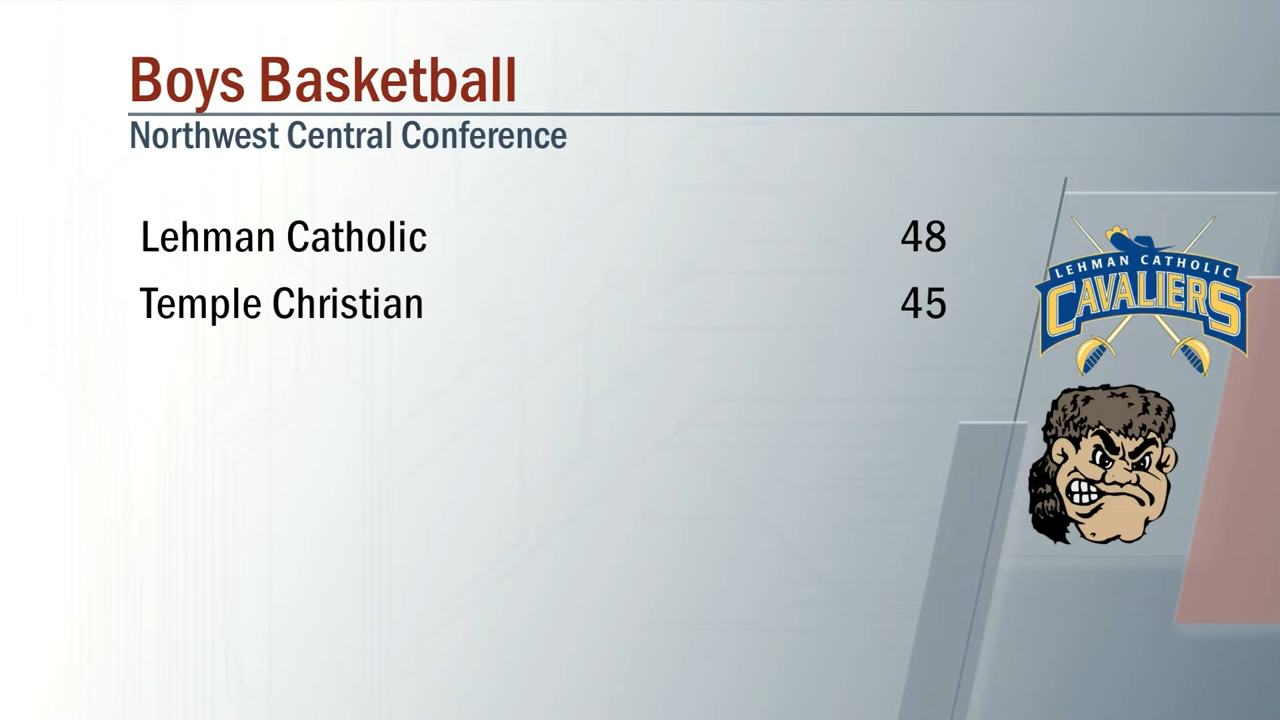 Boys Basketball
Northwest Central Conference
Lehman Catholic 48
Temple Christian 45
LEHMAN CATHOLIC
CAVALIERS